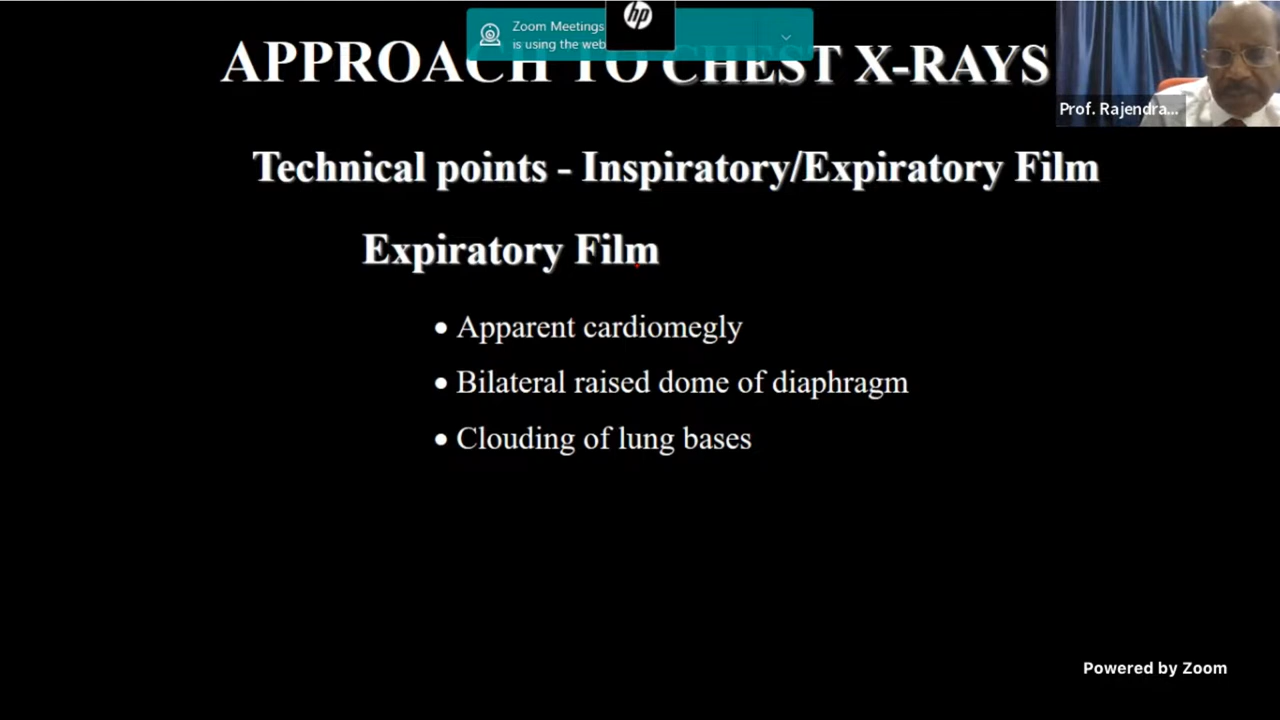 Zoom Meetings
is using the web
hp
APPROACH TO CHEST X-RAYS
Prof. Rajendra...
Technical points - Inspiratory/Expiratory Film
Expiratory Film
• Apparent cardiomegly
• Bilateral raised dome of diaphragm
• Clouding of lung bases
Powered by Zoom